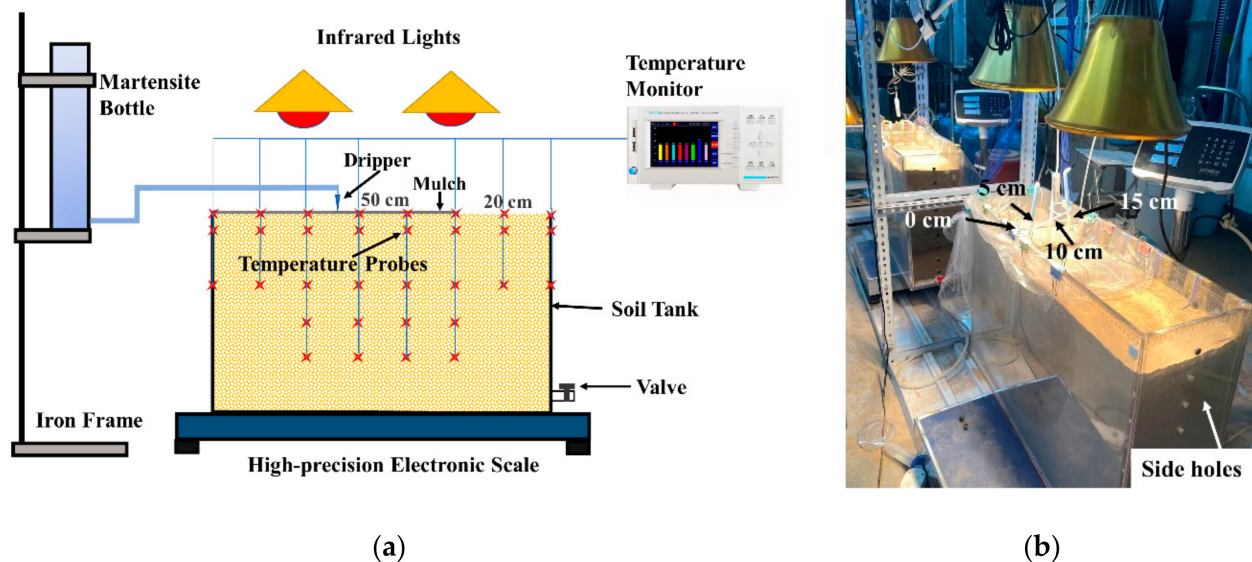 Infrared Lights
Temperature
Monitor
Martensite
Bottle
Dripper
Mulch
50 cm
20 cm
Temperature Probes
Soil Tank
Valve
Iron Frame
High-precision Electronic Scale
5 cm
15 cm
0 cm
10 cm
Side holes
(a)
(b)